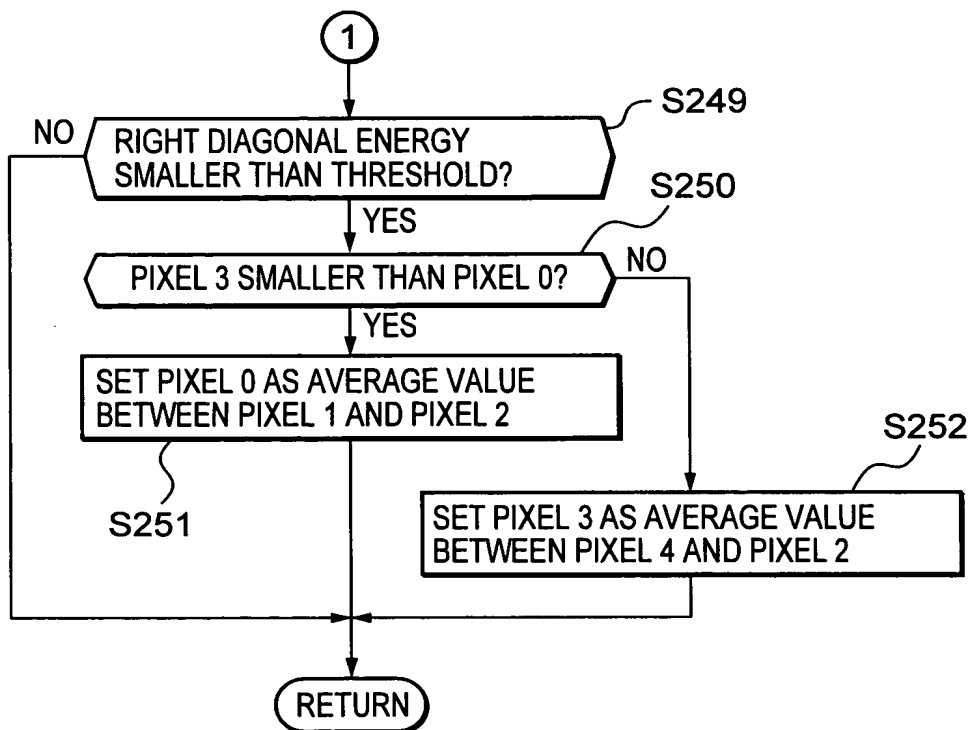 1
S249
NO
RIGHT DIAGONAL ENERGY
SMALLER THAN THRESHOLD?
YES
S250
PIXEL 3 SMALLER THAN PIXEL 0?
NO
YES
SET PIXEL 0 AS AVERAGE VALUE
BETWEEN PIXEL 1 AND PIXEL 2
S251
S252
SET PIXEL 3 AS AVERAGE VALUE
BETWEEN PIXEL 4 AND PIXEL 2
RETURN